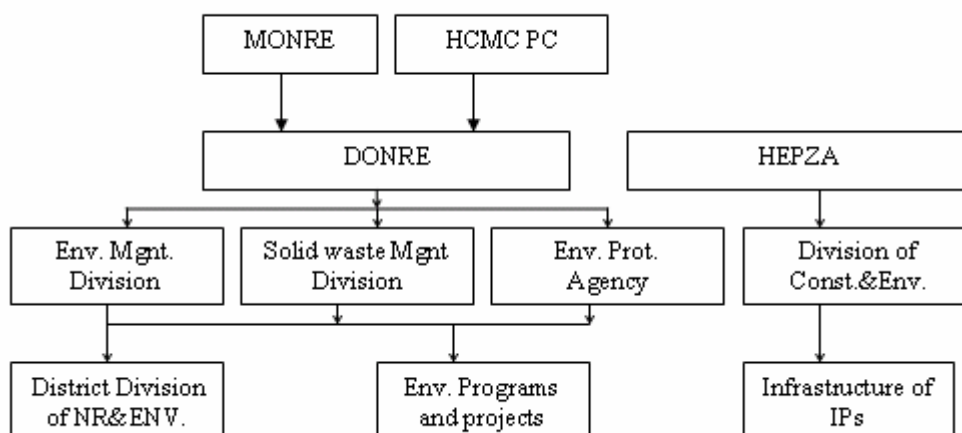 MONRE
HCMC PC
DONRE
HEPZA
Env. Mgnt.
Division
Solid waste Mgnt
Division
Env. Prot.
Agency
Division of
Const.&Env.
District Division
of NR&ENV.
Env. Programs
and projects
Infrastructure of
IPs